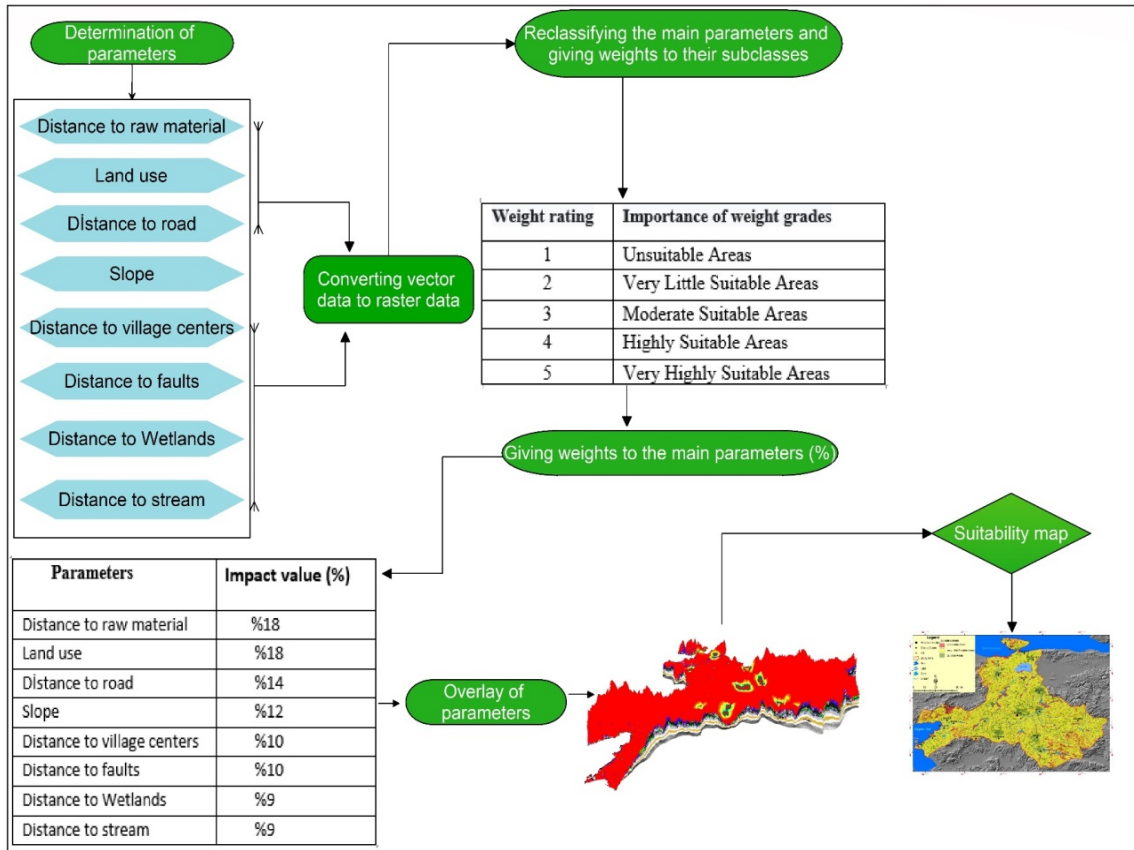 Determination of
parameters
Distance to raw material
Land use
Dİstance to road
Slope
Distance to village centers
Distance to faults
Distance to Wetlands
Distance to stream
Converting vector
data to raster data
Reclassifying the main parameters and
giving weights to their subclasses
Weight rating Importance of weight grades
1 Unsuitable Areas
2 Very Little Suitable Areas
3 Moderate Suitable Areas
4 Highly Suitable Areas
5 Very Highly Suitable Areas
Giving weights to the main parameters (%)
Parameters Impact value (%)
Distance to raw material %18
Land use %18
Dİstance to road %14
Slope %12
Distance to village centers %10
Distance to faults %10
Distance to Wetlands %9
Distance to stream %9
Overlay of
parameters
Suitability map